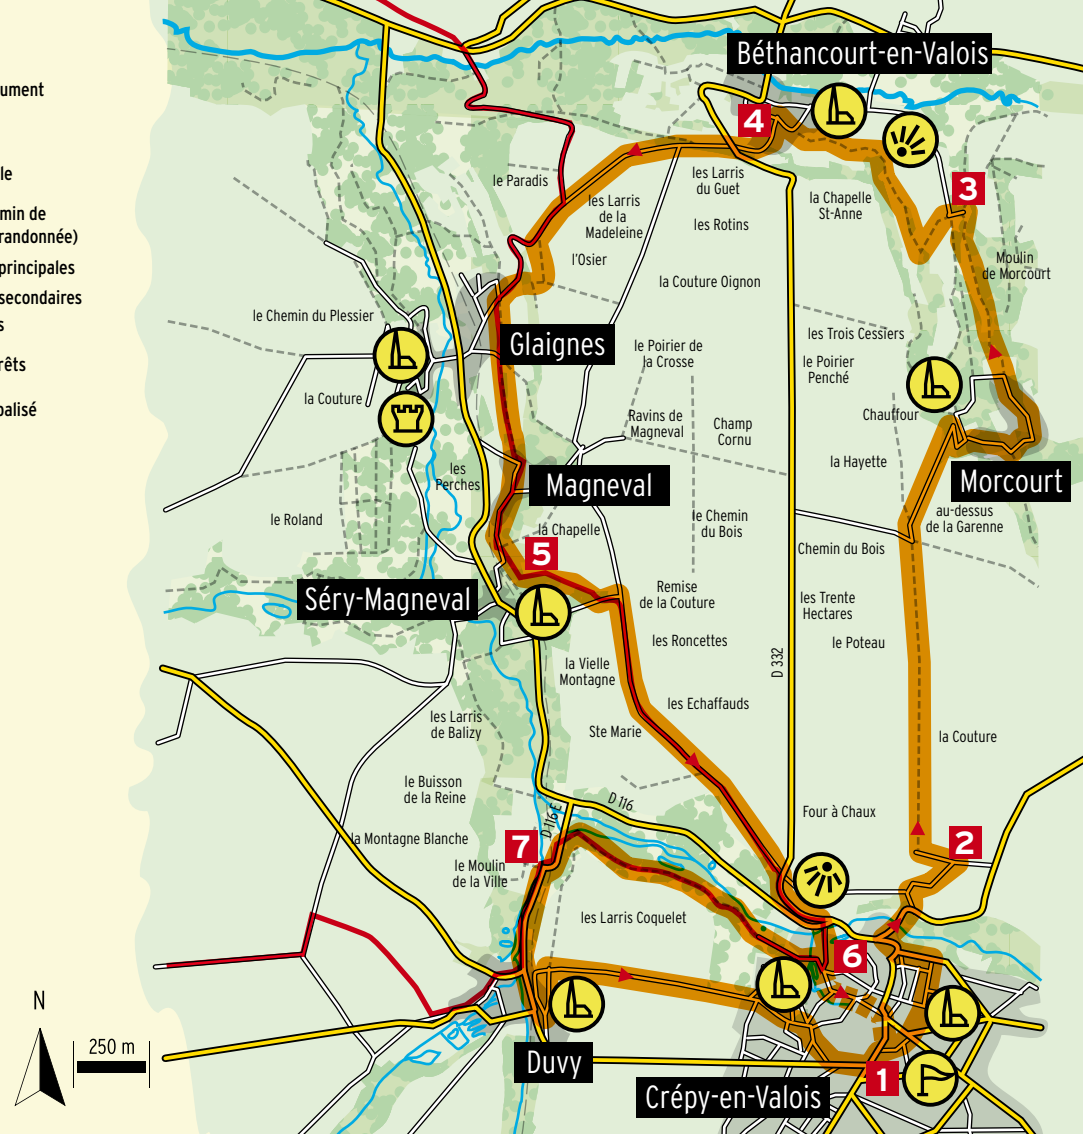 ument
le
min de
randonnée)
principales
secondaires
s
rêts
balisé
N
250 m
Béthancourt-en-Valois
4
3
le Paradis
les Larris
du Guet
les Larris
de la
Madeleine
la Chapelle
St-Anne
les Rotins
l'Osier
Moulin
de Morcourt
la Couture Oignon
le Chemin du Plessier
Glaignes
les Trois Cessiers
le Poirier de
la Crosse
le Poirier
Penché
la Couture
Chauffour
Ravins de
Magneval
Champ
Cornu
la Hayette
les
Perches
Magneval
Morcourt
le Roland
la Chapelle
le Chemin
du Bois
au-dessus
de la Garenne
5
Chemin du Bois
Séry-Magneval
Remise
de la Couture
les Trente
Hectares
les Roncettes
le Poteau
D 332
la Vielle
Montagne
les Echaffauds
les Larris
de Balizy
Ste Marie
la Couture
le Buisson
de la Reine
D 116
D 116 E
Four à Chaux
la Montagne Blanche
7
2
le Moulin
de la Ville
les Larris Coquelet
6
Duvy
1
Crépy-en-Valois